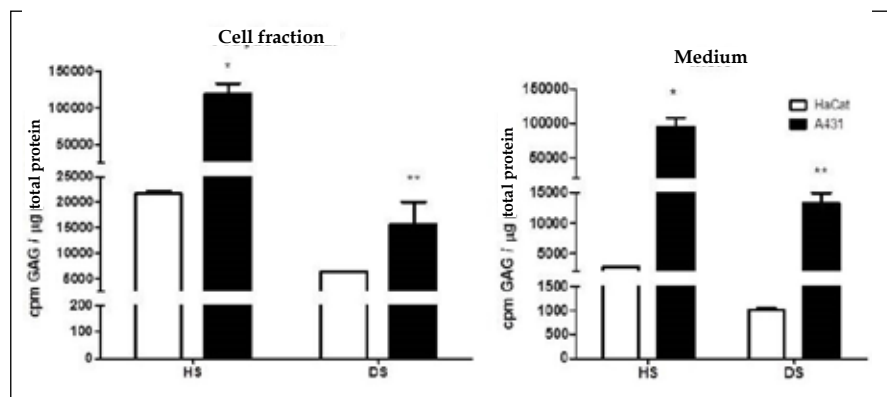 Cell fraction
*
150000
100000
50000
25000
20000
15000
10000
5000
200
100
0
cpm GAG / µg total protein
**
HS
DS
Medium
HaCat
A431
150000
100000
50000
15000
10000
5000
1500
1000
500
0
cpm GAG / µg total protein
*
**
HS
DS